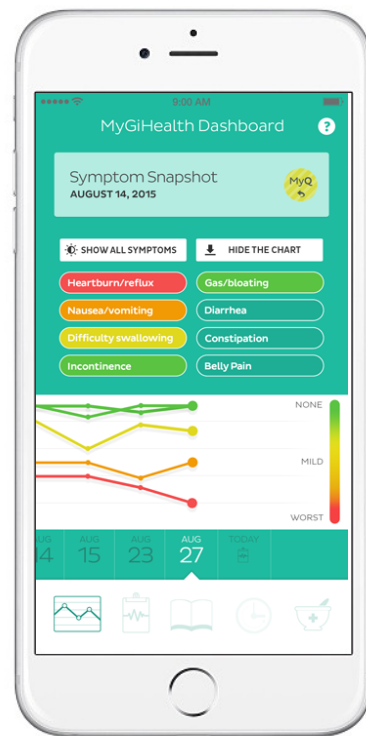 9:00 AM
MyGiHealth Dashboard
?
Symptom Snapshot
AUGUST 14, 2015
MyQ
SHOW ALL SYMPTOMS
HIDE THE CHART
Heartburn/reflux
Gas/bloating
Nausea/vomiting
Diarrhea
Difficulty swallowing
Constipation
Incontinence
Belly Pain
NONE
MILD
WORST
AUG AUG AUG AUG TODAY
14 15 23 27